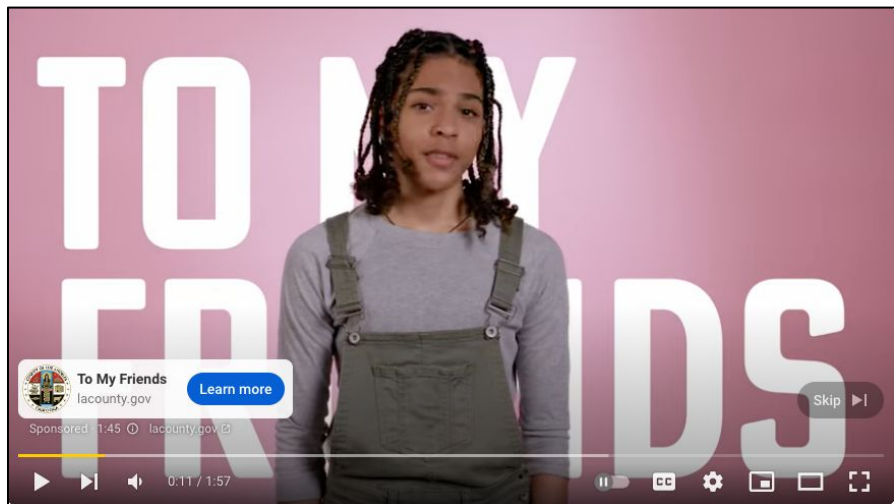 TO MY
FRIENDS
To My Friends
lacounty.gov
Learn more
Skip
Sponsored · 1:45 lacounty.gov
0:11 / 1:57
CC